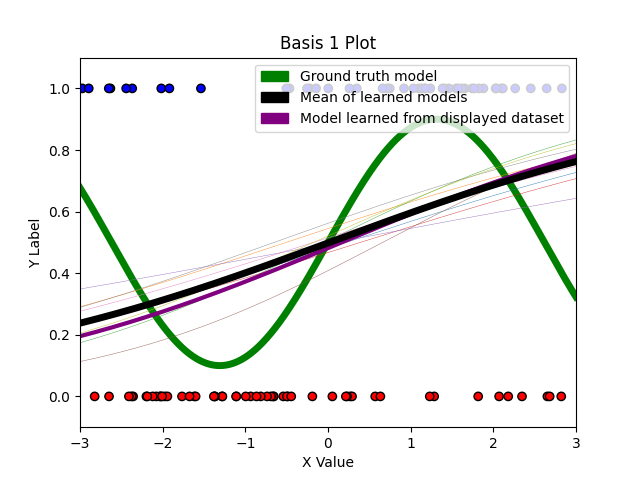 Basis 1 Plot
Ground truth model
Mean of learned models
Model learned from displayed dataset
Y Label
1.0
0.8
0.6
0.4
0.2
0.0
−3
−2
−1
0
1
2
3
X Value